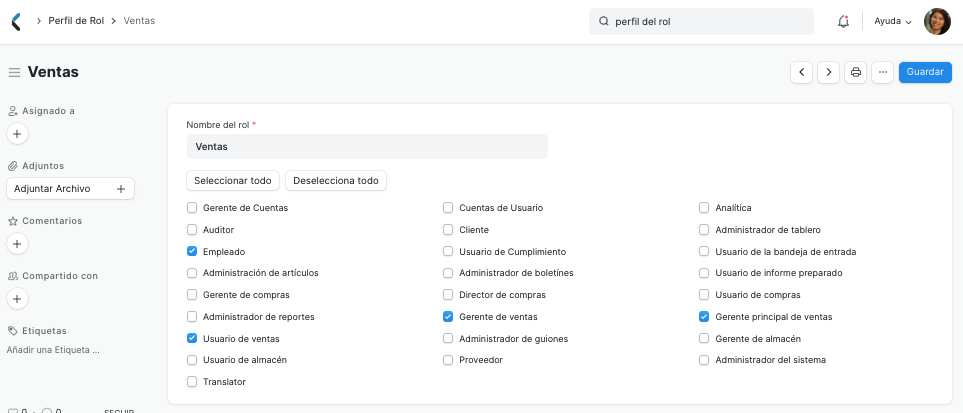 Perfil de Rol
Ventas
perfil del rol
Ayuda
Ventas
Guardar
Asignado a
Adjuntos
Adjuntar Archivo
Comentarios
Compartido con
Etiquetas
Añadir una Etiqueta ...
0 · 0 SEGUIR
Nombre del rol *
Ventas
Seleccionar todo Deselecciona todo
Gerente de Cuentas Cuentas de Usuario Analítica
Auditor Cliente Administrador de tablero
Empleado Usuario de Cumplimiento Usuario de la bandeja de entrada
Administración de artículos Administrador de boletínes Usuario de informe preparado
Gerente de compras Director de compras Usuario de compras
Administrador de reportes Gerente de ventas Gerente principal de ventas
Usuario de ventas Administrador de guiones Gerente de almacén
Usuario de almacén Proveedor Administrador del sistema
Translator